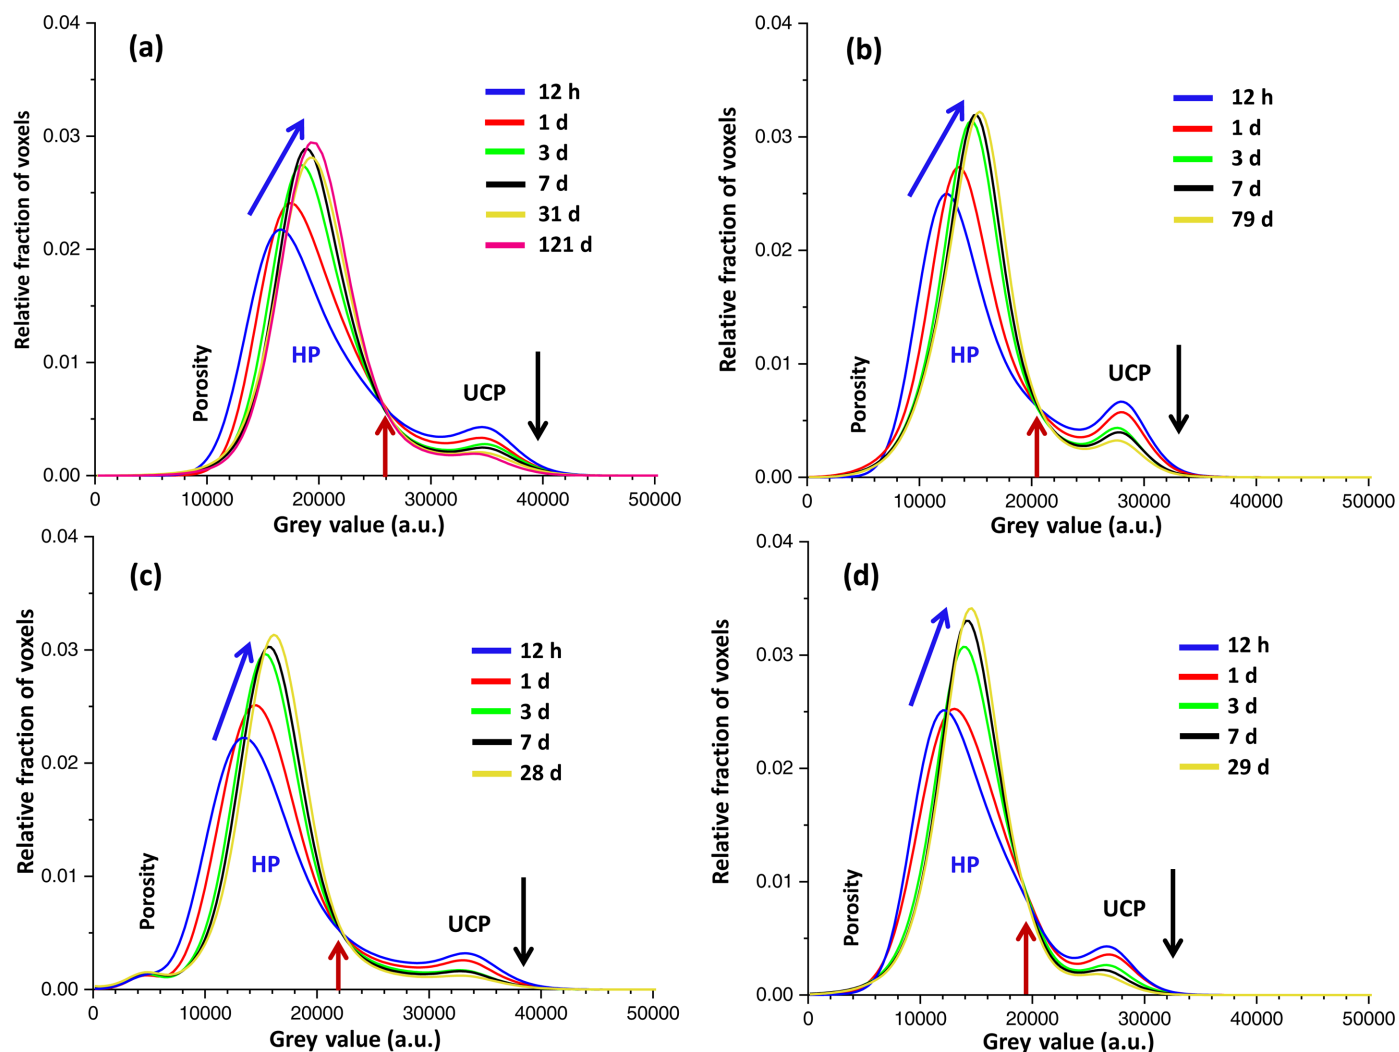 (a)
0.04
0.03
0.02
0.01
0.00
Relative fraction of voxels
12 h
1 d
3 d
7 d
31 d
121 d
Porosity
HP
UCP
0 10000 20000 30000 40000 50000
Grey value (a.u.)
(b)
0.04
0.03
0.02
0.01
0.00
Relative fraction of voxels
12 h
1 d
3 d
7 d
79 d
Porosity
HP
UCP
0 10000 20000 30000 40000 50000
Grey value (a.u.)
(c)
0.04
0.03
0.02
0.01
0.00
Relative fraction of voxels
12 h
1 d
3 d
7 d
28 d
Porosity
HP
UCP
0 10000 20000 30000 40000 50000
Grey value (a.u.)
(d)
0.04
0.03
0.02
0.01
0.00
Relative fraction of voxels
12 h
1 d
3 d
7 d
29 d
Porosity
HP
UCP
0 10000 20000 30000 40000 50000
Grey value (a.u.)